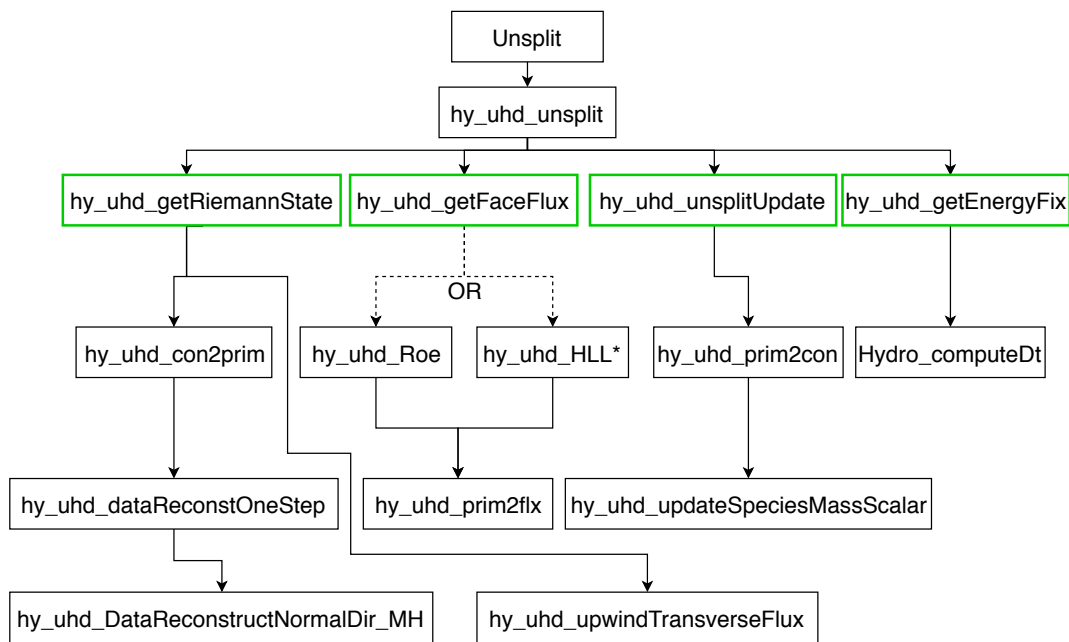 Unsplit
hy_uhd_unsplit
hy_uhd_getRiemannState
hy_uhd_getFaceFlux
hy_uhd_unsplitUpdate
hy_uhd_getEnergyFix
OR
hy_uhd_con2prim
hy_uhd_Roe
hy_uhd_HLL*
hy_uhd_prim2con
Hydro_computeDt
hy_uhd_dataReconstOneStep
hy_uhd_prim2flx
hy_uhd_updateSpeciesMassScalar
hy_uhd_DataReconstructNormalDir_MH
hy_uhd_upwindTransverseFlux